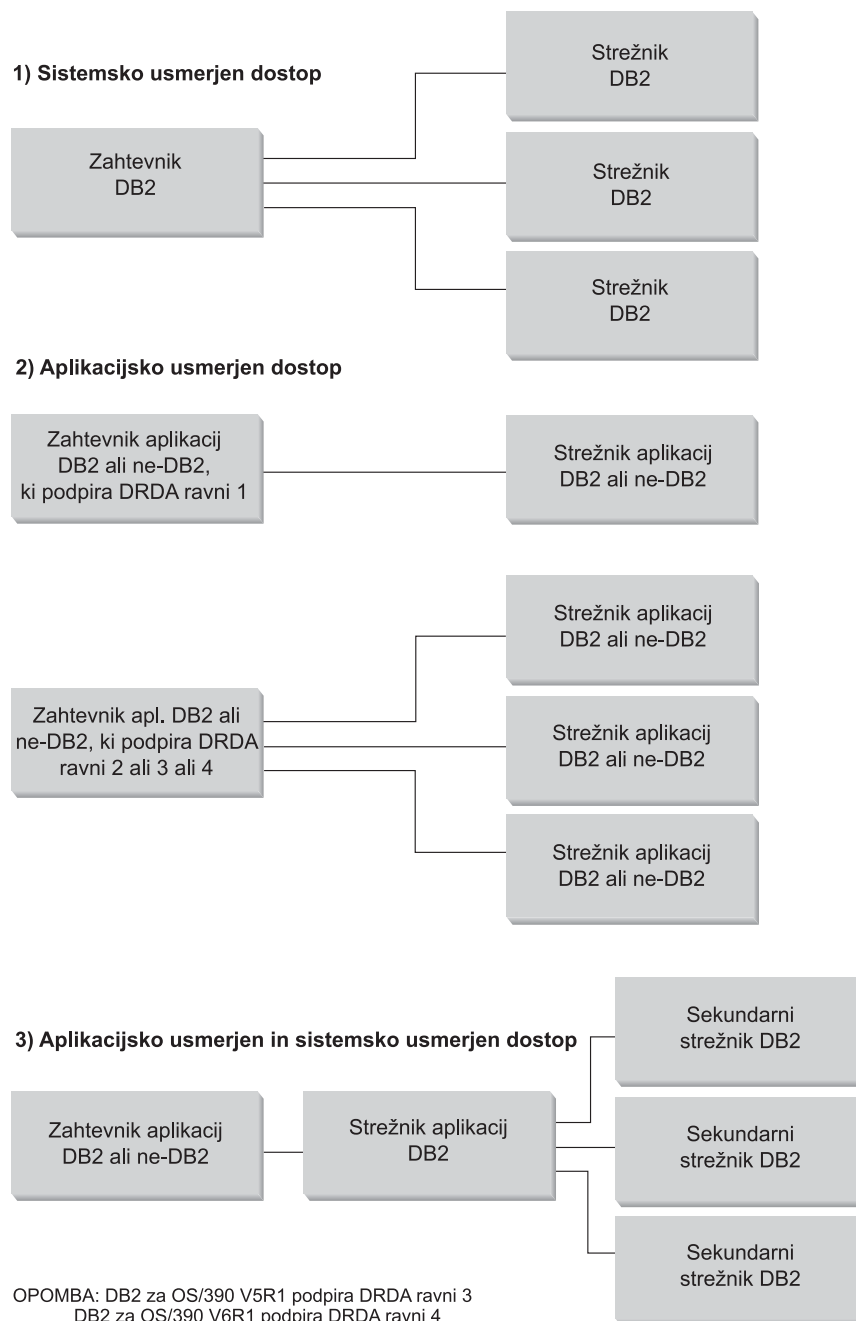 1) Sistemsko usmerjen dostop
Strežnik
DB2
Zahtevnik
DB2
Strežnik
DB2
Strežnik
DB2
2) Aplikacijsko usmerjen dostop
Zahtevnik aplikacij
DB2 ali ne-DB2,
ki podpira DRDA ravni 1
Strežnik aplikacij
DB2 ali ne-DB2
Strežnik aplikacij
DB2 ali ne-DB2
Zahtevnik apl. DB2 ali
ne-DB2, ki podpira DRDA
ravni 2 ali 3 ali 4
Strežnik aplikacij
DB2 ali ne-DB2
Strežnik aplikacij
DB2 ali ne-DB2
3) Aplikacijsko usmerjen in sistemsko usmerjen dostop
Sekundarni
strežnik DB2
Zahtevnik aplikacij
DB2 ali ne-DB2
Strežnik aplikacij
DB2
Sekundarni
strežnik DB2
Sekundarni
strežnik DB2
OPOMBA: DB2 za OS/390 V5R1 podpira DRDA ravni 3
DB2 za OS/390 V6R1 podpira DRDA ravni 4